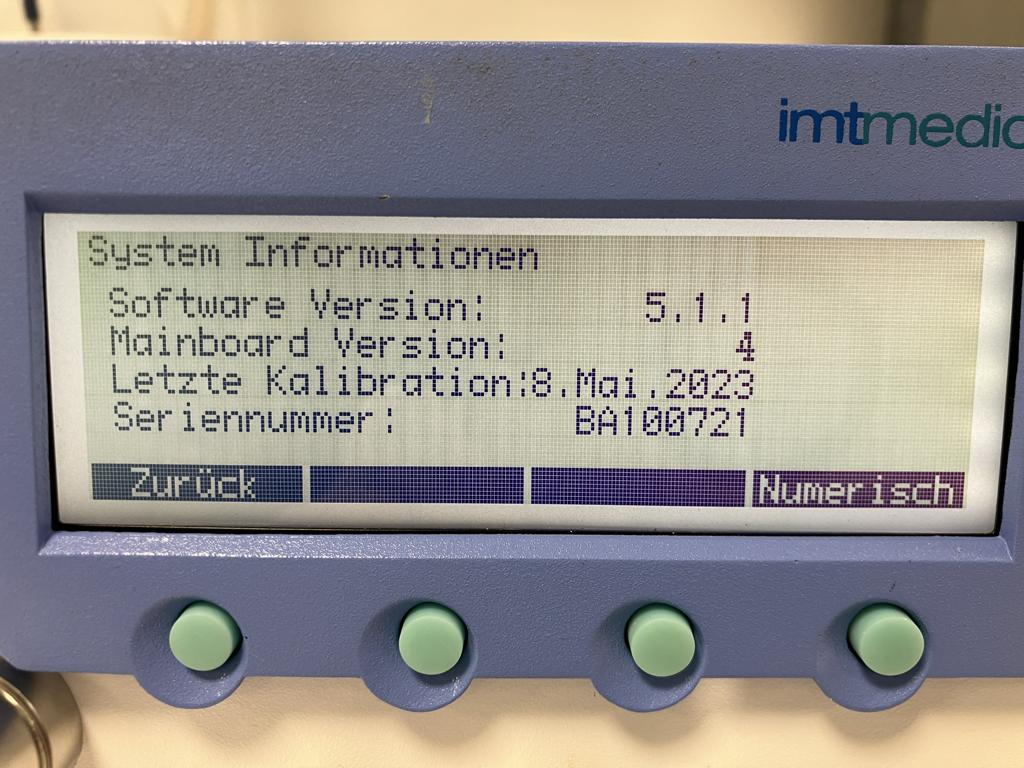 imtmedic
System Informationen
Software Version: 5.1.1
Mainboard Version: 4
Letzte Kalibration:8.Mai.2023
Seriennummer: BA100721
Zurück Numerisch